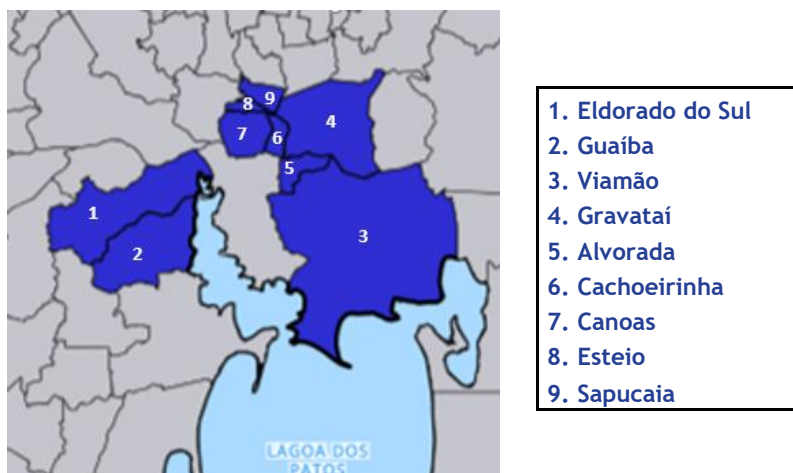 9
8
4
7
6
5
1
3
2
LAGOA DOS
PATOS
1. Eldorado do Sul
2. Guaíba
3. Viamão
4. Gravataí
5. Alvorada
6. Cachoeirinha
7. Canoas
8. Esteio
9. Sapucaia